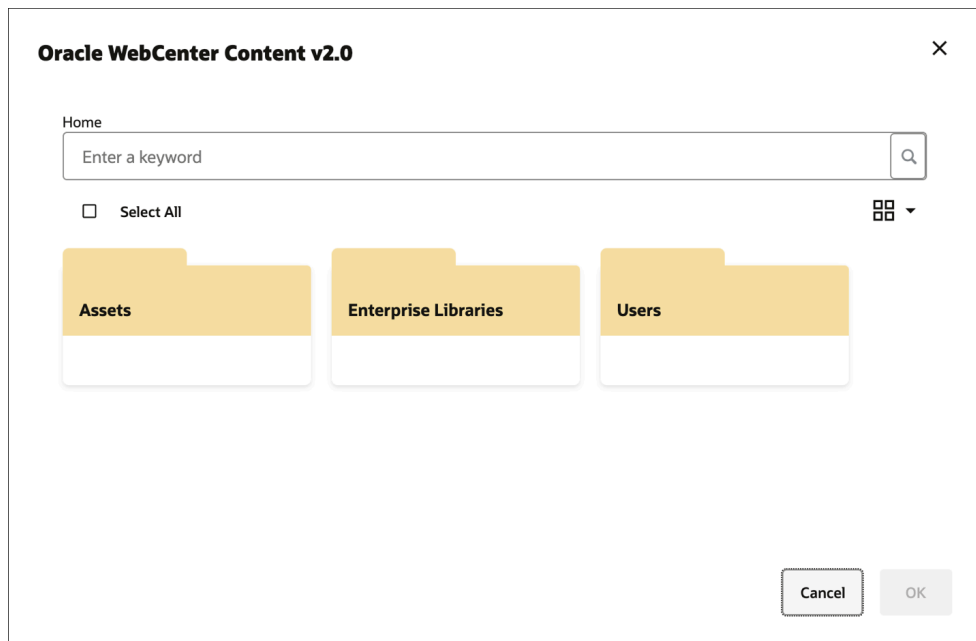 Oracle WebCenter Content v2.0
Home
Enter a keyword
Select All
Assets
Enterprise Libraries
Users
Cancel
OK